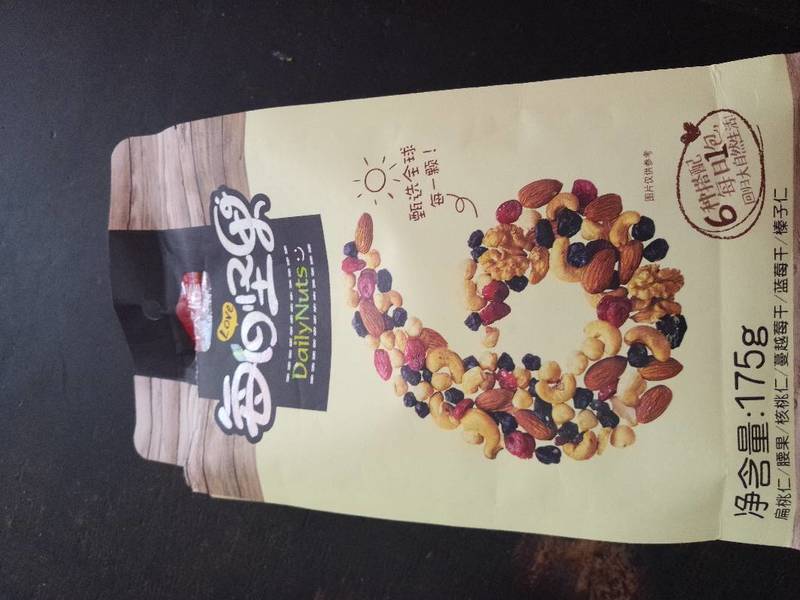 每日坚果
Love
DailyNuts
甄选全球
每一颗！
图片仅供参考
6种搭配
每日1包，
回归大自然生活！
净含量:175g
扁桃仁/腰果/核桃仁/蔓越莓干/蓝莓干/榛子仁